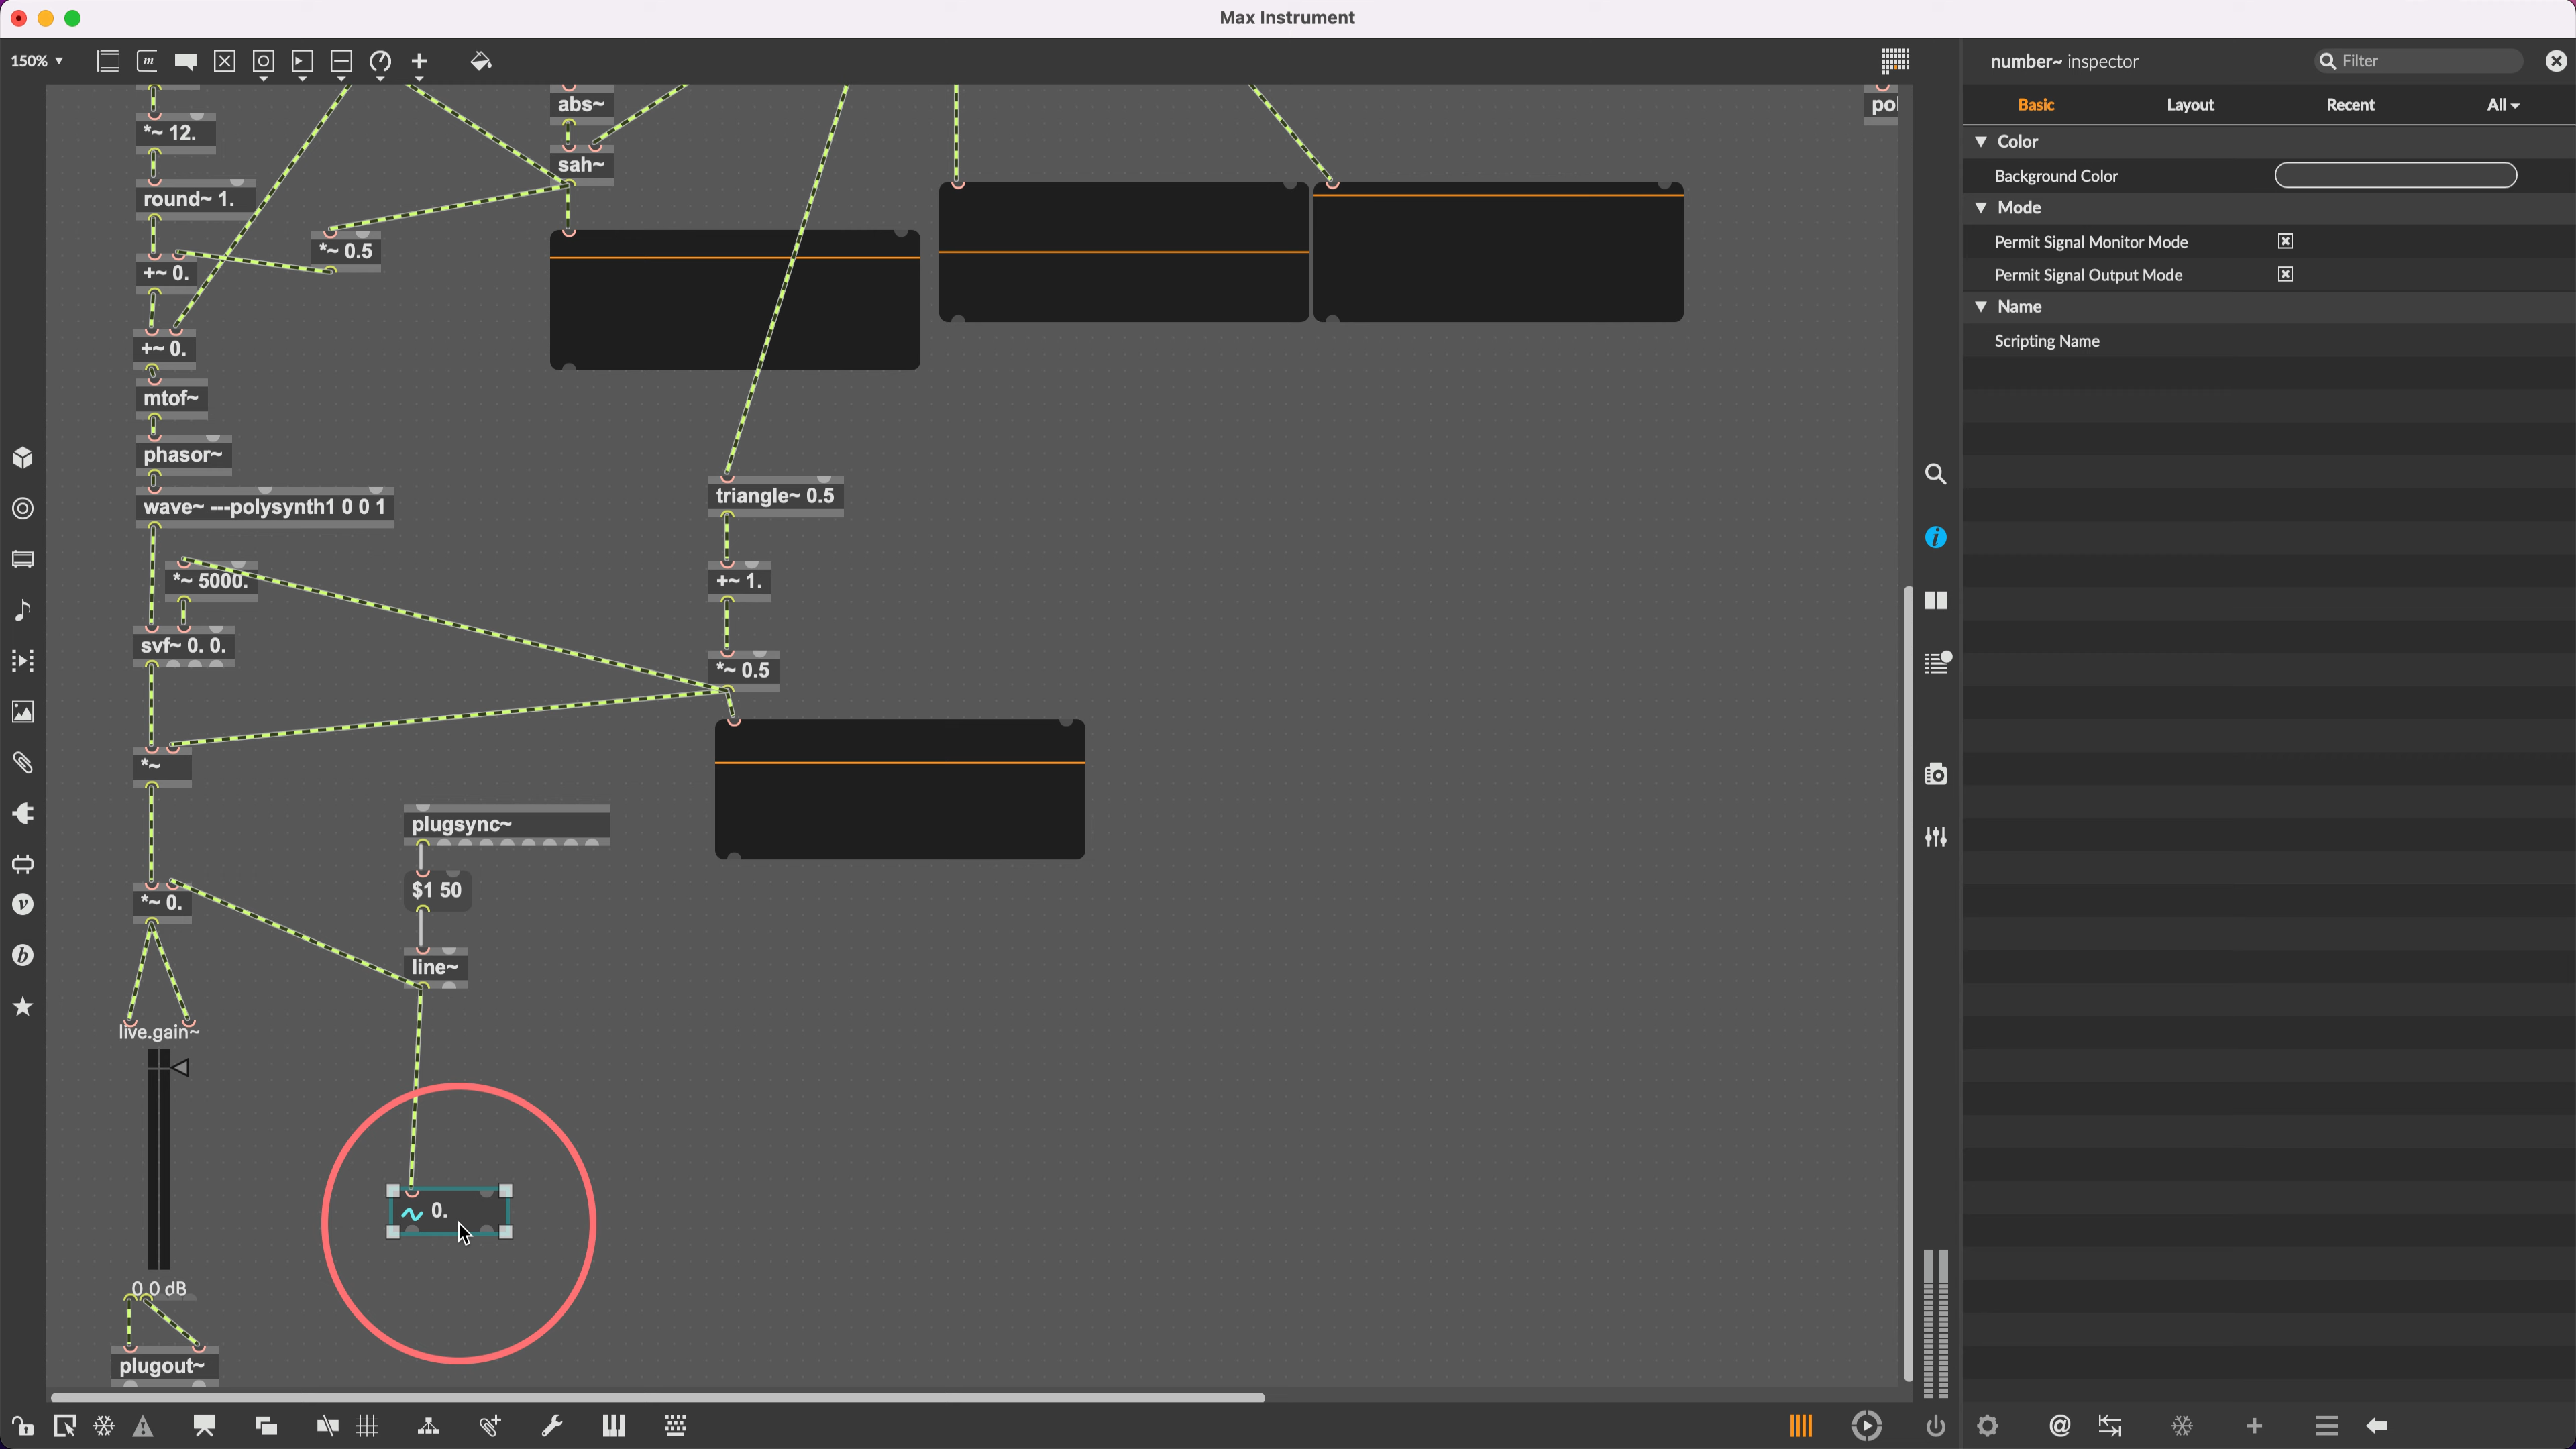 Max Instrument
150%
number~ inspector
Filter
Basic
Layout
Recent
All
Color
Background Color
Mode
Permit Signal Monitor Mode
Permit Signal Output Mode
Name
Scripting Name
abs~
*~ 12.
sah~
round~ 1.
*~ 0.5
+~ 0.
+~ 0.
mtof~
phasor~
wave~ ---polysynth1 0 0 1
triangle~ 0.5
*~ 5000.
+~ 1.
svf~ 0. 0.
*~ 0.5
*~
plugsync~
$1 50
*~ 0.
line~
live.gain~
0.
0.0 dB
plugout~